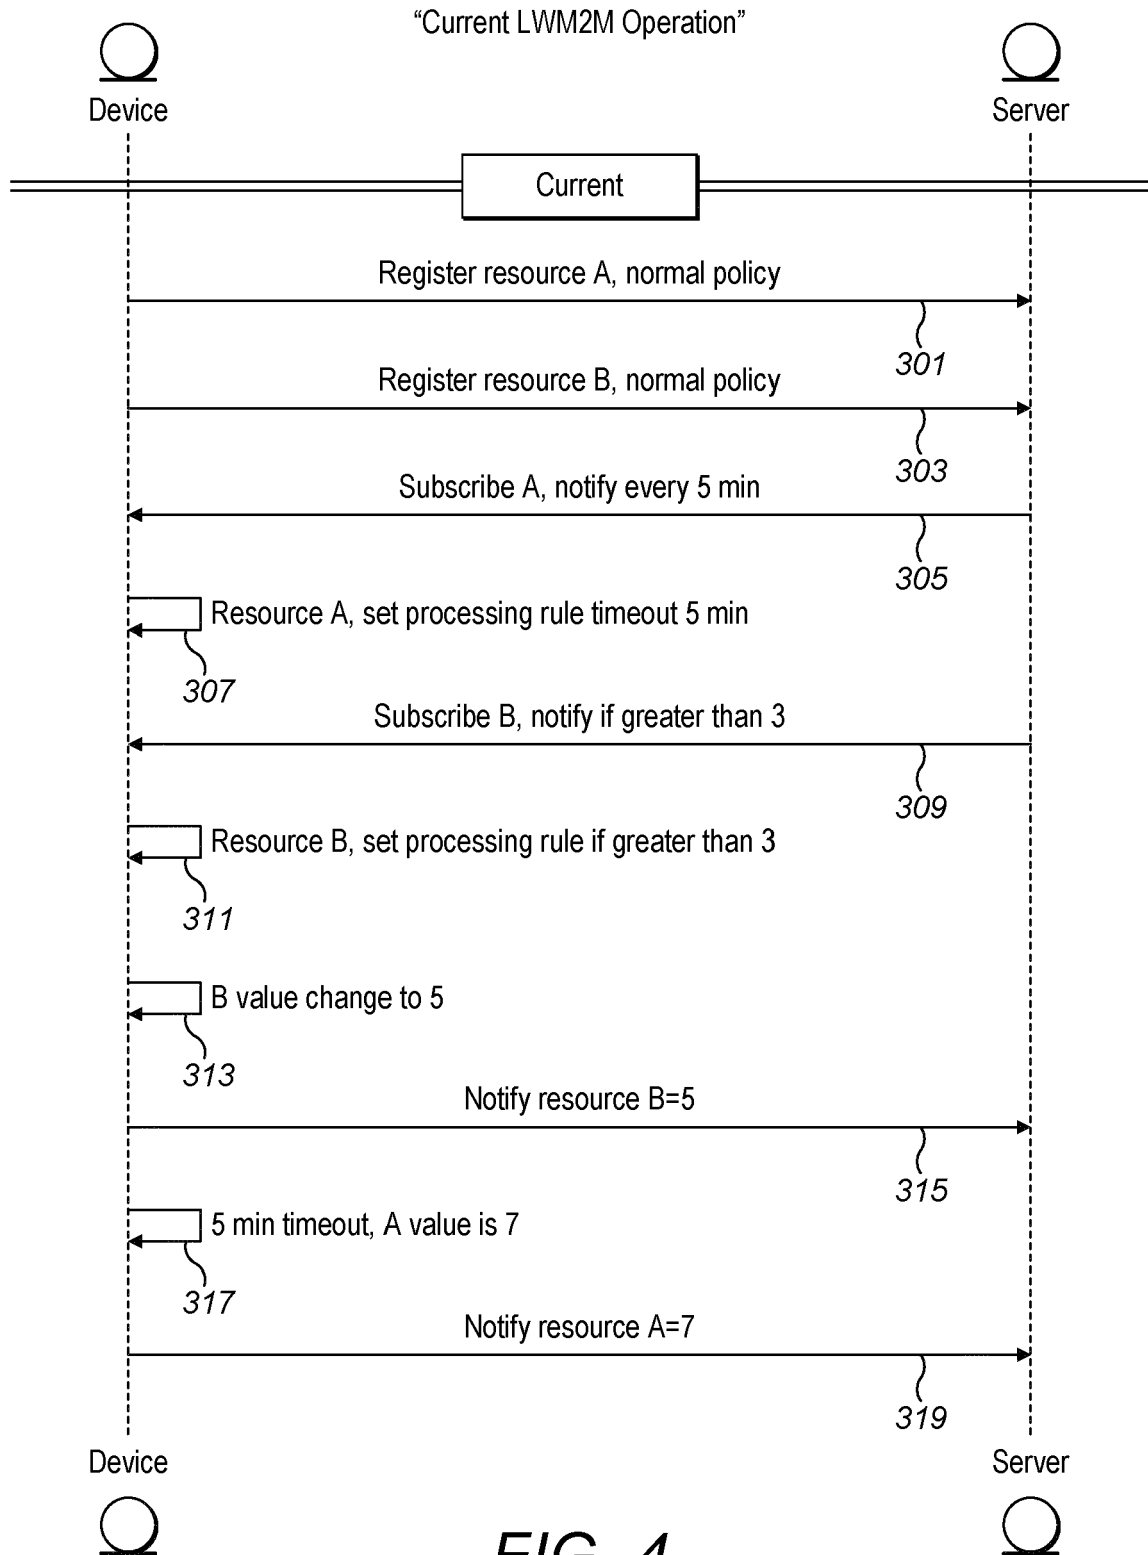 “Current LWM2M Operation”
Device
Server
Current
Register resource A, normal policy
301
Register resource B, normal policy
303
Subscribe A, notify every 5 min
305
Resource A, set processing rule timeout 5 min
307
Subscribe B, notify if greater than 3
309
Resource B, set processing rule if greater than 3
311
B value change to 5
313
Notify resource B=5
315
5 min timeout, A value is 7
317
Notify resource A=7
319
Device
Server
FIG. 4